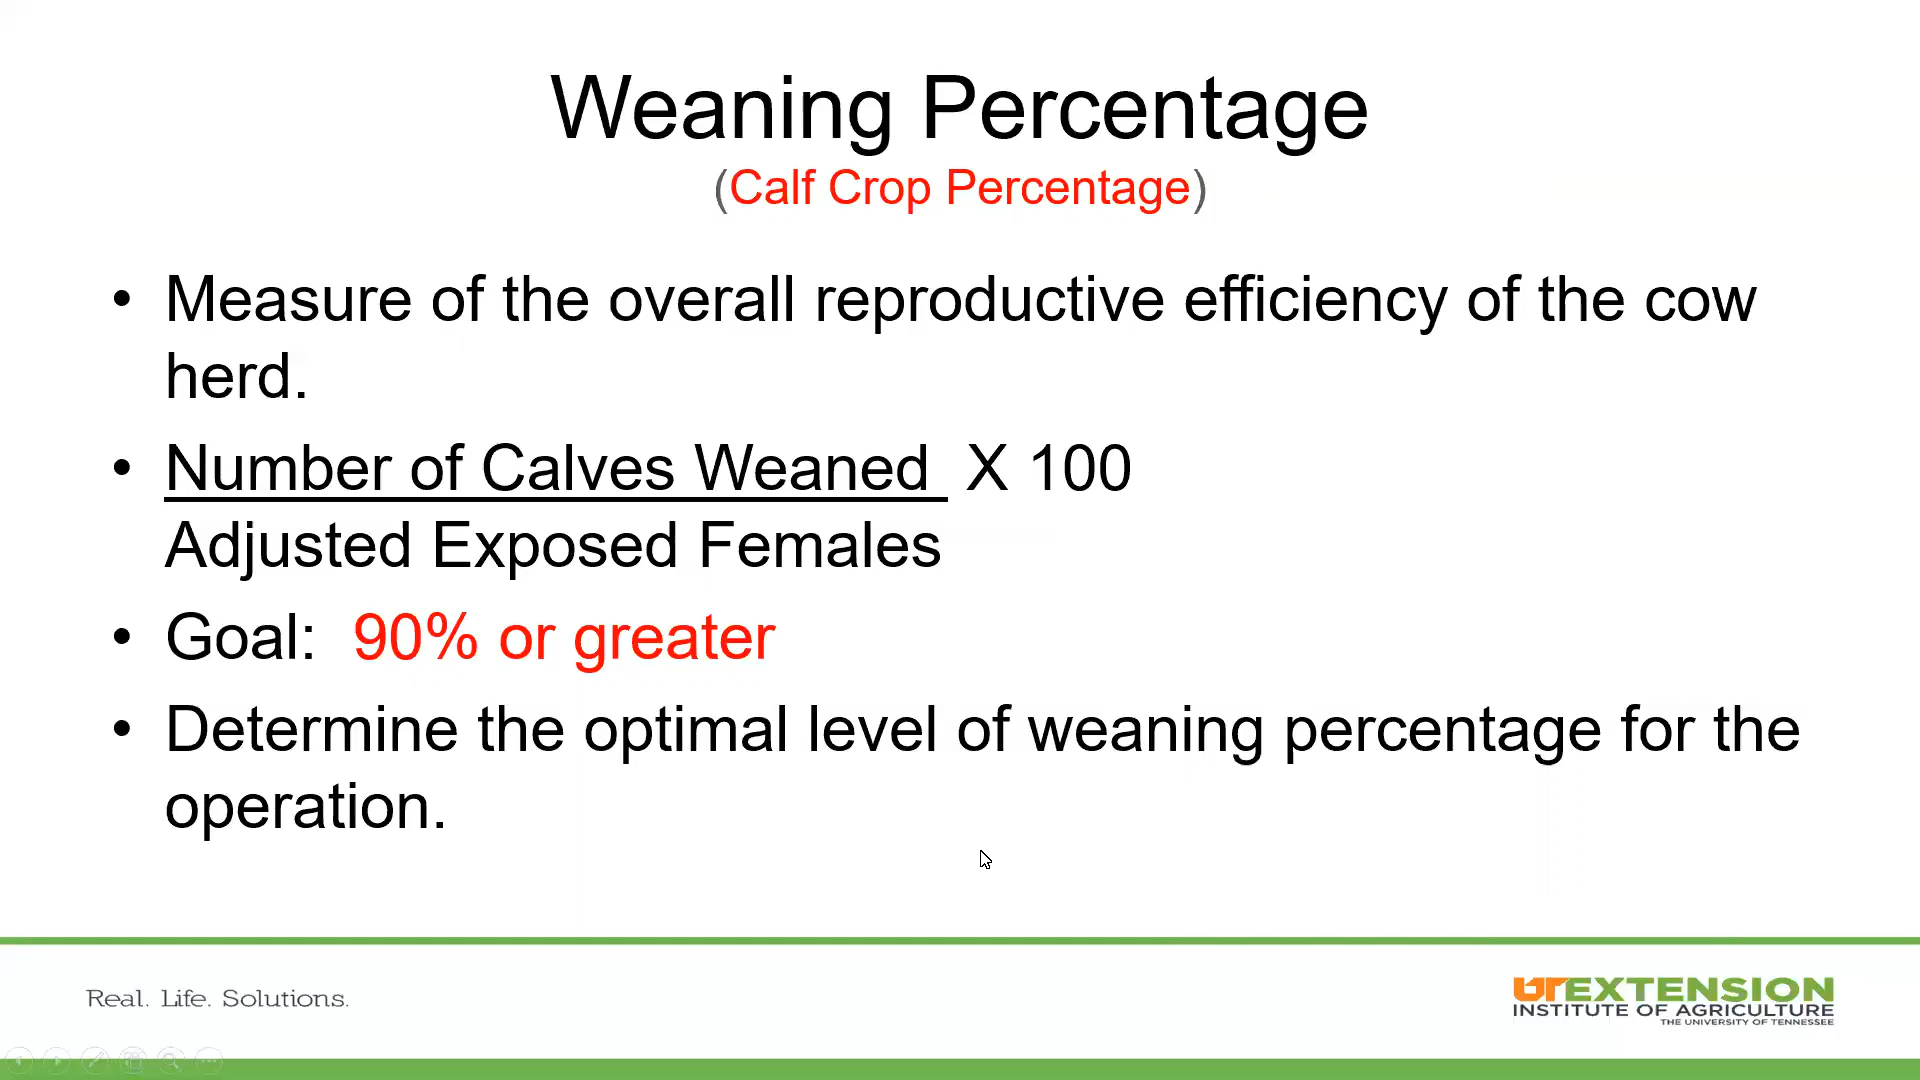 Weaning Percentage
(Calf Crop Percentage)
• Measure of the overall reproductive efficiency of the cow
herd.
• Number of Calves Weaned X 100
Adjusted Exposed Females
• Goal: 90% or greater
• Determine the optimal level of weaning percentage for the
operation.
Real. Life. Solutions.
UTEXTENSION
INSTITUTE OF AGRICULTURE
THE UNIVERSITY OF TENNESSEE